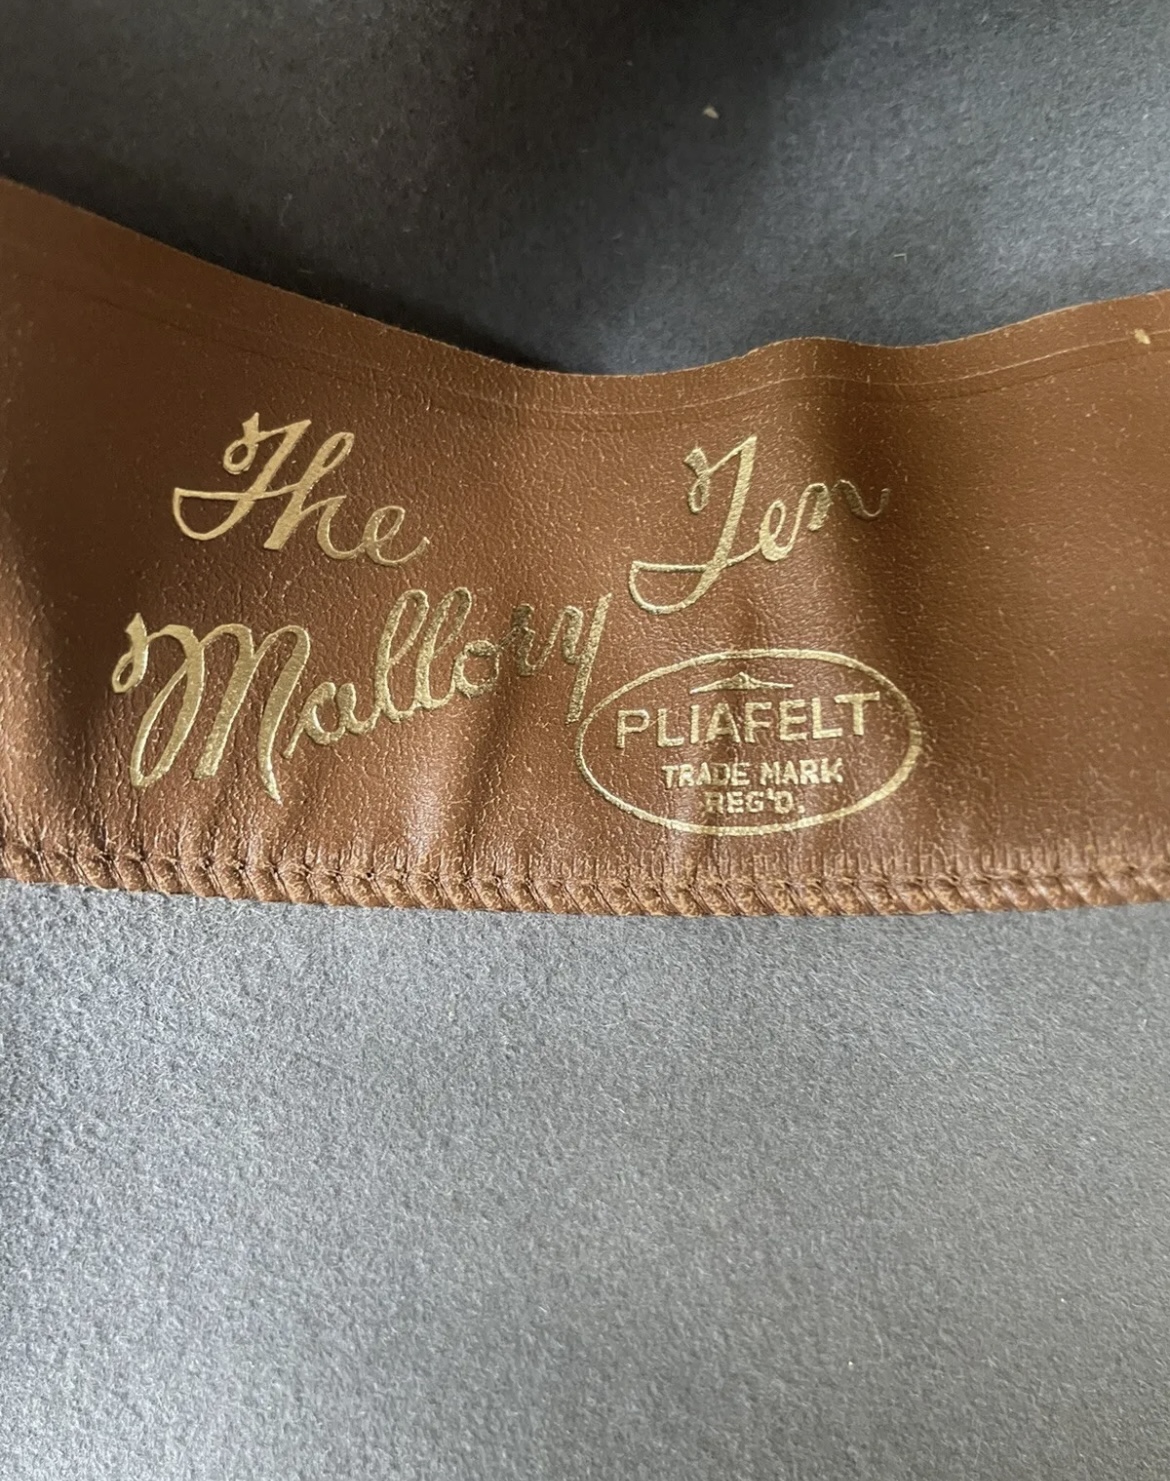 The
Mallory
Ten
PLIAFELT
TRADE MARK
REG'D.